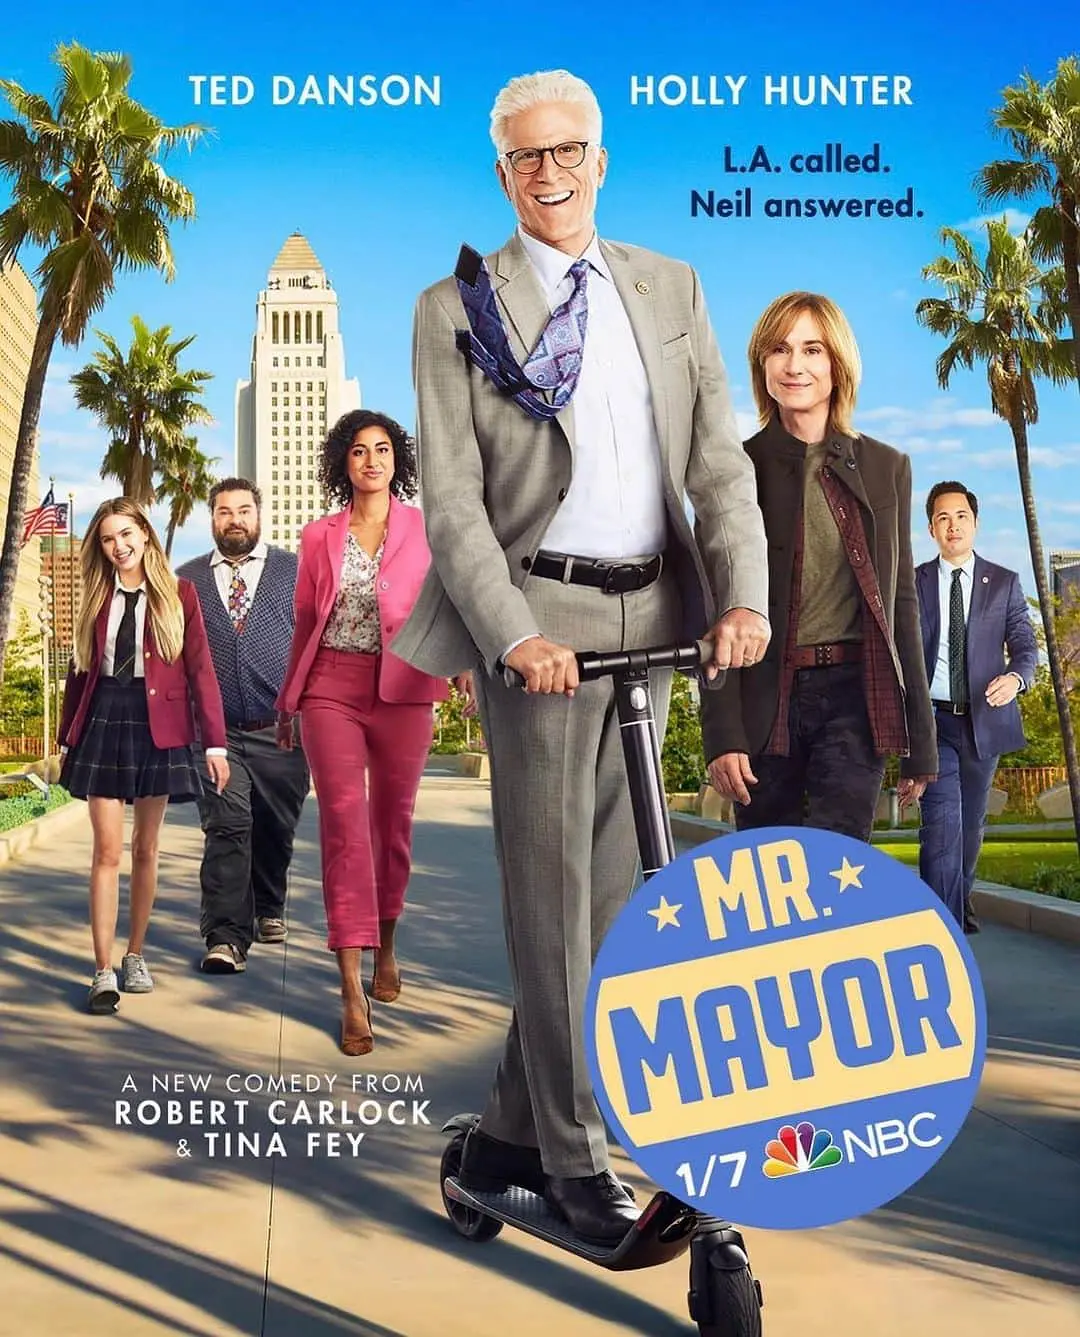 TED DANSON
HOLLY HUNTER
L.A. called.
Neil answered.
MR.
MAYOR
1/7 NBC
A NEW COMEDY FROM
ROBERT CARLOCK
& TINA FEY